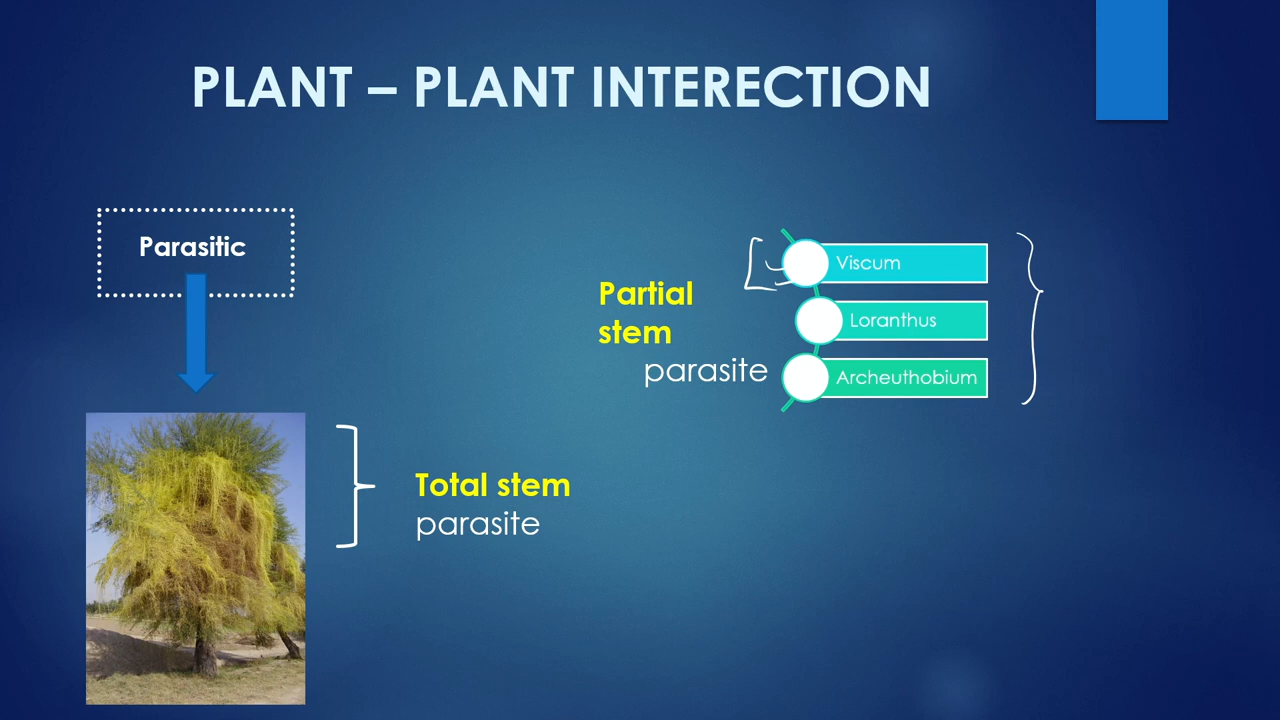 PLANT – PLANT INTERECTION
Parasitic
Total stem
parasite
Partial
stem
parasite
Viscum
Loranthus
Archeuthobium